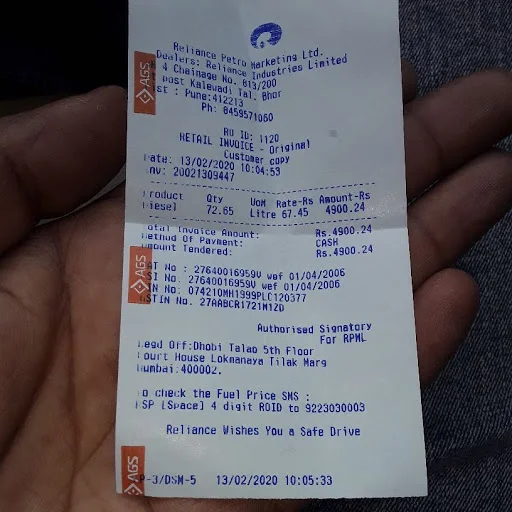 Reliance Petro Marketing Ltd.
Dealers: Reliance Industries Limited
4 Chainage No. 613/200
post Kalewadi Tal. Bhor
st : Pune:412213
Ph: 8459571060
RO ID: 1120
RETAIL INVOICE - Original
Customer copy
ate: 13/02/2020 10:04:53
nv: 20021309447
roduct Qty UoM Rate-Rs Amount-Rs
iesel 72.65 Litre 67.45 4900.24
otal Invoice Amount: Rs.4900.24
ethod Of Payment: CASH
mount Tendered: Rs.4900.24
AT No : 27640016959V wef 01/04/2006
SI No : 27640016959V wef 01/04/2006
IN No. 074210MH1999PLC120377
STIN No. 27AABCR1721M1ZD
Authorised Signatory
For RPML
egd Off:Dhobi Talao 5th Floor
ourt House Lokmanaya Tilak Marg
umbai:400002.
o check the Fuel Price SMS :
SP [Space] 4 digit ROID to 9223030003
Reliance Wishes You a Safe Drive
P-3/DSM-5 13/02/2020 10:05:33
AGS
AGS
AGS